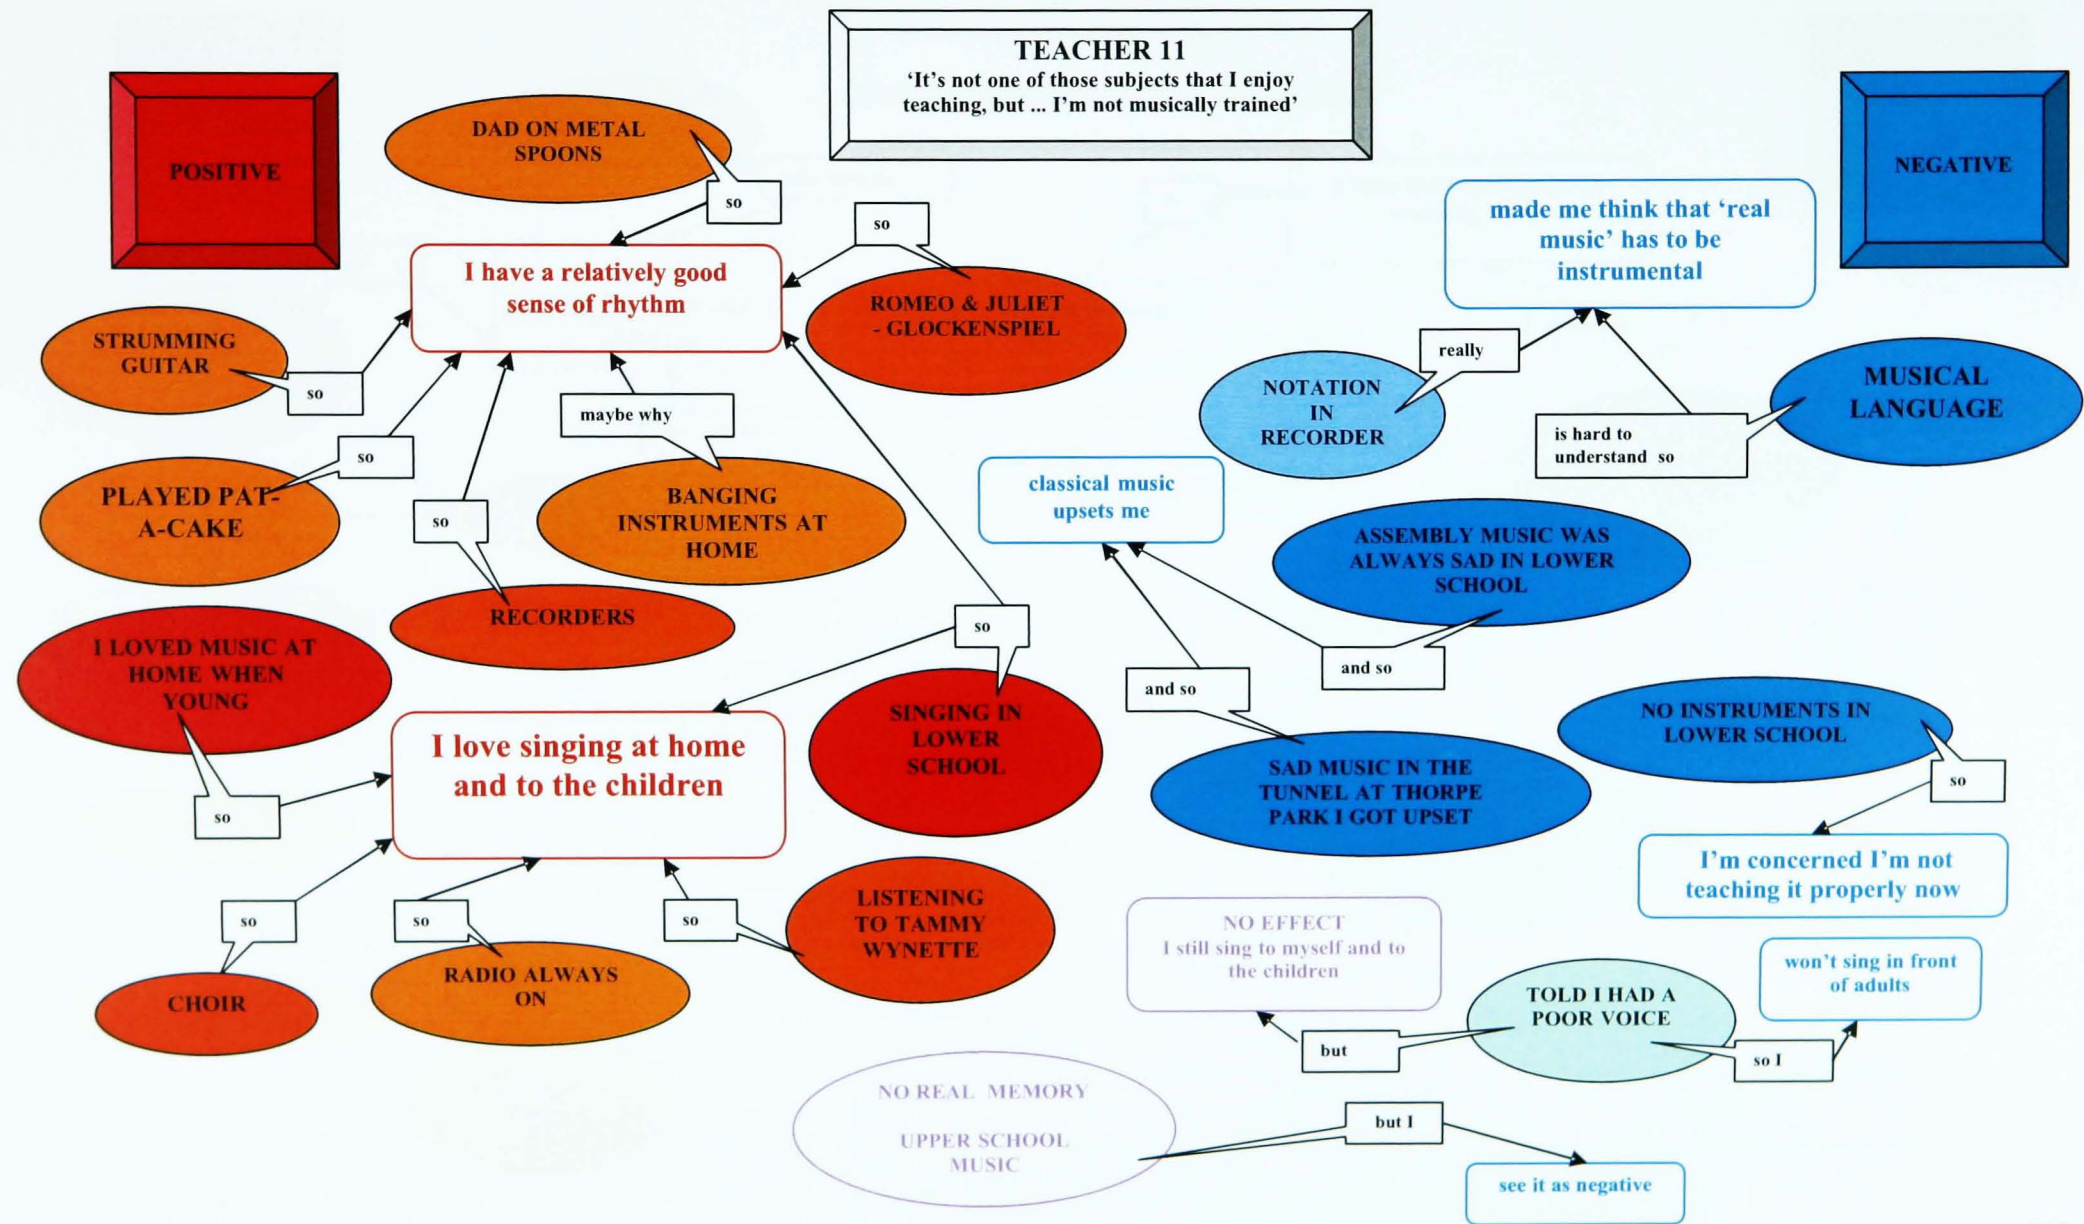 TEACHER 11
‘It’s not one of those subjects that I enjoy
teaching, but ... I’m not musically trained’
POSITIVE
NEGATIVE
DAD ON METAL
SPOONS
so
so
I have a relatively good
sense of rhythm
ROMEO & JULIET
- GLOCKENSPIEL
STRUMMING
GUITAR
so
maybe why
so
PLAYED PAT-
A-CAKE
so
BANGING
INSTRUMENTS AT
HOME
RECORDERS
I LOVED MUSIC AT
HOME WHEN
YOUNG
so
so
I love singing at home
and to the children
SINGING IN
LOWER
SCHOOL
so
so
so
LISTENING
TO TAMMY
WYNETTE
CHOIR
RADIO ALWAYS
ON
made me think that ‘real
music’ has to be
instrumental
really
NOTATION
IN
RECORDER
MUSICAL
LANGUAGE
is hard to
understand so
classical music
upsets me
ASSEMBLY MUSIC WAS
ALWAYS SAD IN LOWER
SCHOOL
and so
and so
SAD MUSIC IN THE
TUNNEL AT THORPE
PARK I GOT UPSET
NO INSTRUMENTS IN
LOWER SCHOOL
so
I’m concerned I’m not
teaching it properly now
NO EFFECT
I still sing to myself and to
the children
won’t sing in front
of adults
TOLD I HAD A
POOR VOICE
but
so I
NO REAL MEMORY
UPPER SCHOOL
MUSIC
but I
see it as negative